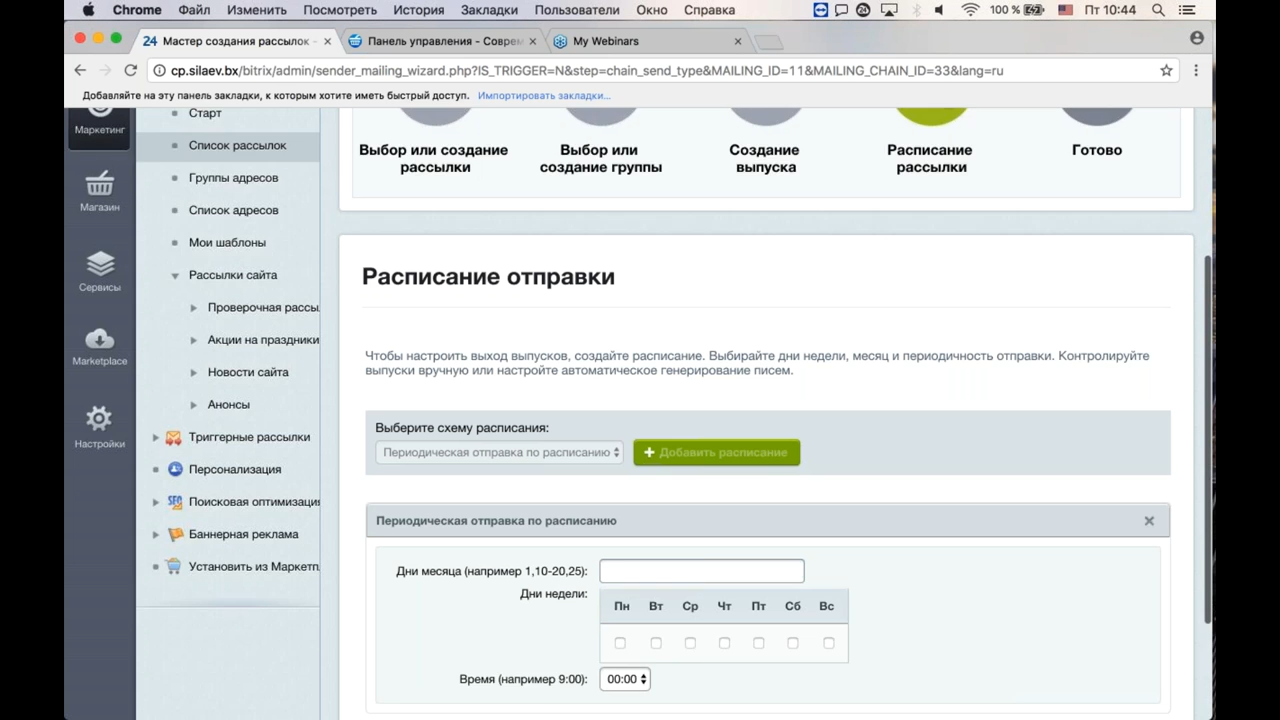 Chrome Файл Изменить Посмотреть История Закладки Пользователи Окно Справка 100 % Пт 10:44
24 Мастер создания рассылок - × Панель управления - Соврем × My Webinars ×
cp.silaev.bx/bitrix/admin/sender_mailing_wizard.php?IS_TRIGGER=N&step=chain_send_type&MAILING_ID=11&MAILING_CHAIN_ID=33&lang=ru
Добавляйте на эту панель закладки, к которым хотите иметь быстрый доступ. Импортировать закладки...
Маркетинг
Магазин
Сервисы
Marketplace
Настройки
Старт
Список рассылок
Группы адресов
Список адресов
Мои шаблоны
Рассылки сайта
Проверочная рассы
Акции на праздники
Новости сайта
Анонсы
Триггерные рассылки
Персонализация
Поисковая оптимизация
Баннерная реклама
Установить из Маркетп
Выбор или создание
рассылки
Выбор или
создание группы
Создание
выпуска
Расписание
рассылки
Готово
Расписание отправки
Чтобы настроить выход выпусков, создайте расписание. Выбирайте дни недели, месяц и периодичность отправки. Контролируйте
выпуски вручную или настройте автоматическое генерирование писем.
Выберите схему расписания:
Периодическая отправка по расписанию + Добавить расписание
Периодическая отправка по расписанию ×
Дни месяца (например 1,10-20,25):
Дни недели:
Пн Вт Ср Чт Пт Сб Вс
Время (например 9:00): 00:00